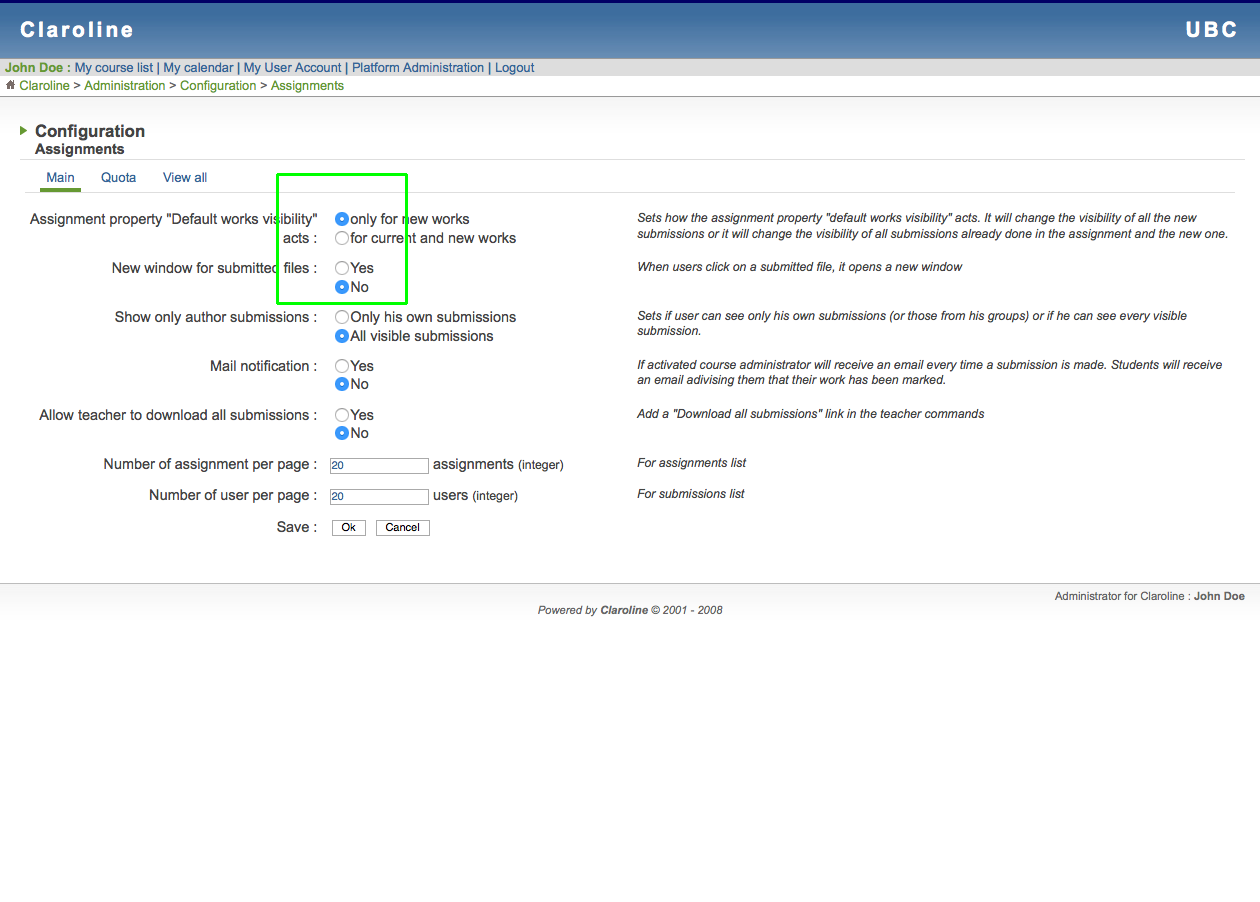 Claroline UBC
John Doe : My course list | My calendar | My User Account | Platform Administration | Logout
Claroline > Administration > Configuration > Assignments
Configuration
Assignments
Main Quota View all
Assignment property "Default works visibility" acts :
only for new works
for current and new works
Sets how the assignment property "default works visibility" acts. It will change the visibility of all the new
submissions or it will change the visibility of all submissions already done in the assignment and the new one.
New window for submitted files :
Yes
No
When users click on a submitted file, it opens a new window
Show only author submissions :
Only his own submissions
All visible submissions
Sets if user can see only his own submissions (or those from his groups) or if he can see every visible
submission.
Mail notification :
Yes
No
If activated course administrator will receive an email every time a submission is made. Students will receive
an email adivising them that their work has been marked.
Allow teacher to download all submissions :
Yes
No
Add a "Download all submissions" link in the teacher commands
Number of assignment per page : 20 assignments (integer) For assignments list
Number of user per page : 20 users (integer) For submissions list
Save : Ok Cancel
Administrator for Claroline : John Doe
Powered by Claroline © 2001 - 2008